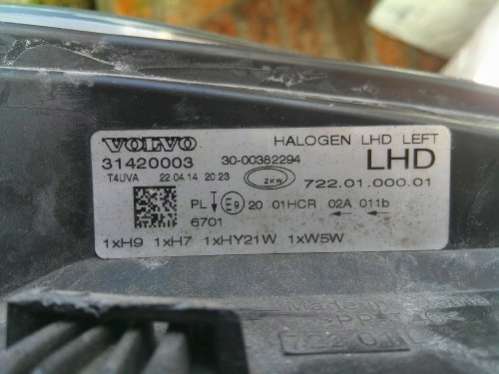 VOLVO HALOGEN LHD LEFT
31420003 30-00382294 LHD
T4UVA 22.04.14 20:23 ZKW 722.01.000.01
PL E9 20 01HCR 02A 011b
6701
1xH9 1xH7 1xHY21W 1xW5W